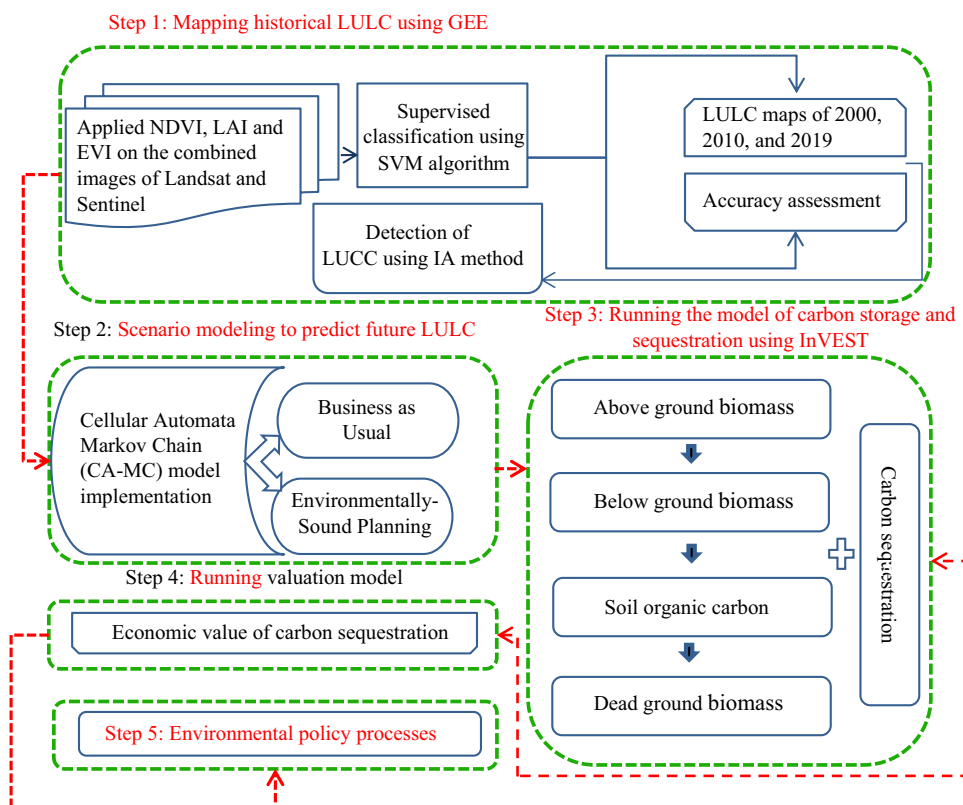 Step 1: Mapping historical LULC using GEE
Applied NDVI, LAI and
EVI on the combined
images of Landsat and
Sentinel
Supervised
classification using
SVM algorithm
LULC maps of 2000,
2010, and 2019
Accuracy assessment
Detection of
LUCC using IA method
Step 2: Scenario modeling to predict future LULC
Cellular Automata
Markov Chain
(CA-MC) model
implementation
Business as
Usual
Environmentally-
Sound Planning
Step 3: Running the model of carbon storage and
sequestration using InVEST
Above ground biomass
Below ground biomass
Soil organic carbon
Dead ground biomass
Carbon sequestration
Step 4: Running valuation model
Economic value of carbon sequestration
Step 5: Environmental policy processes